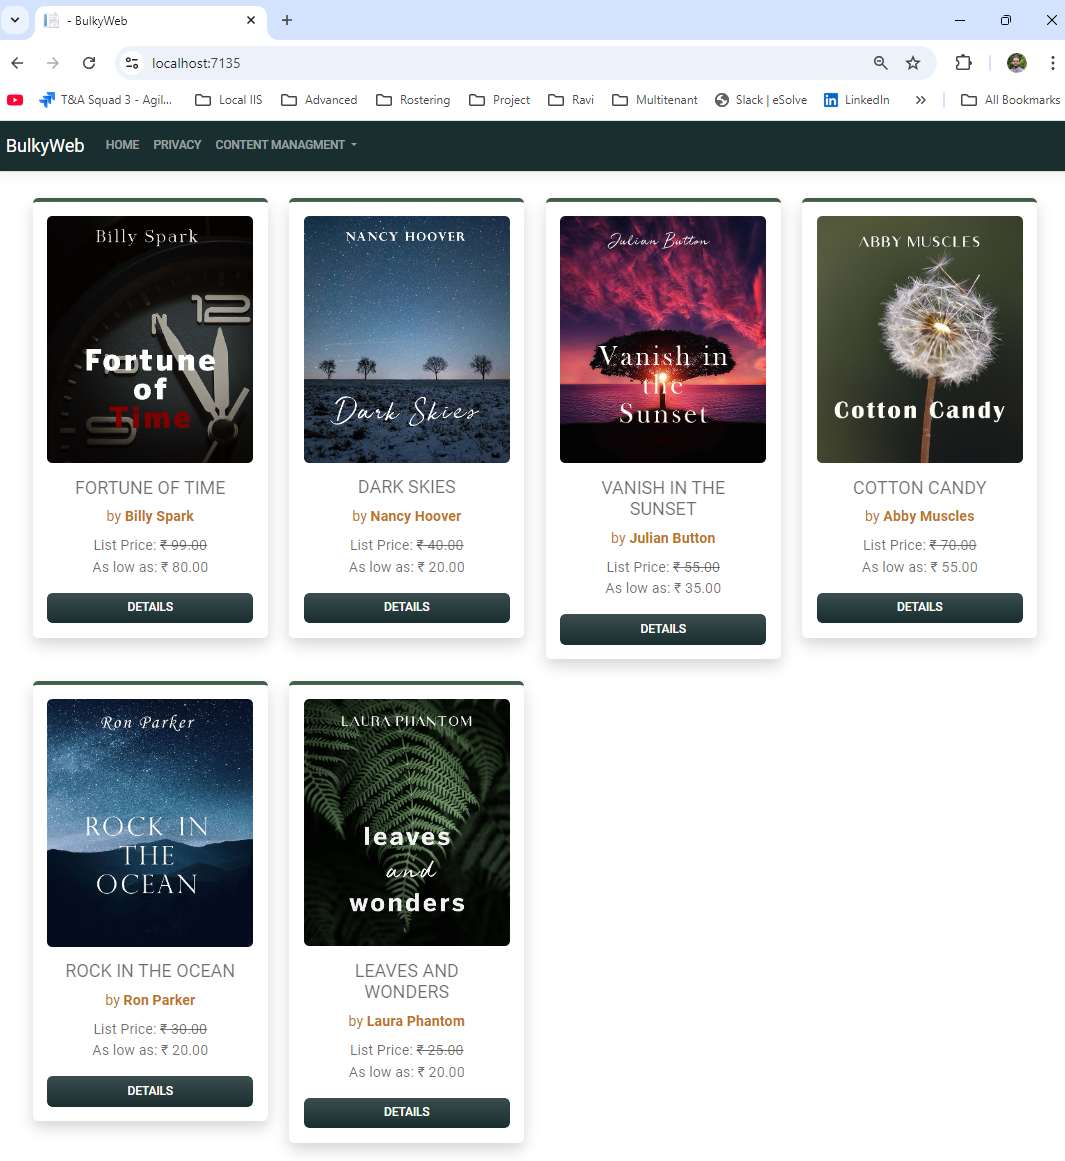 - BulkyWeb
localhost:7135
T&A Squad 3 - Agil... Local IIS Advanced Rostering Project Ravi Multitenant Slack | eSolve LinkedIn All Bookmarks
BulkyWeb HOME PRIVACY CONTENT MANAGMENT
Billy Spark
12
Fortune
of
Time
FORTUNE OF TIME
by Billy Spark
List Price: ₹ 99.00
As low as: ₹ 80.00
DETAILS
NANCY HOOVER
Dark Skies
DARK SKIES
by Nancy Hoover
List Price: ₹ 40.00
As low as: ₹ 20.00
DETAILS
Julian Button
Vanish in
the
Sunset
VANISH IN THE
SUNSET
by Julian Button
List Price: ₹ 55.00
As low as: ₹ 35.00
DETAILS
ABBY MUSCLES
Cotton Candy
COTTON CANDY
by Abby Muscles
List Price: ₹ 70.00
As low as: ₹ 55.00
DETAILS
Ron Parker
ROCK IN
THE
OCEAN
ROCK IN THE OCEAN
by Ron Parker
List Price: ₹ 30.00
As low as: ₹ 20.00
DETAILS
LAURA PHANTOM
leaves
and
wonders
LEAVES AND
WONDERS
by Laura Phantom
List Price: ₹ 25.00
As low as: ₹ 20.00
DETAILS